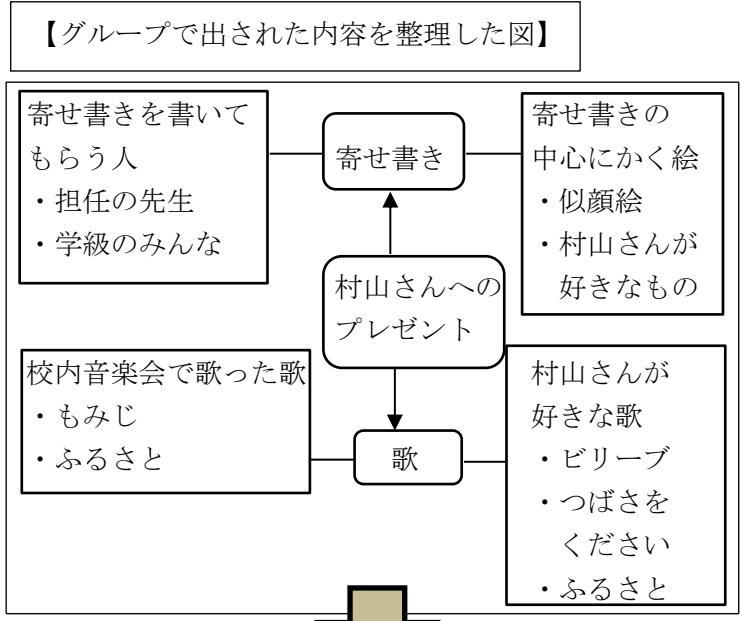 【グループで出された内容を整理した図】
寄せ書きを書いて
もらう人
・担任の先生
・学級のみんな
寄せ書き
寄せ書きの
中心にかく絵
・似顔絵
・村山さんが
好きなもの
村山さんへの
プレゼント
校内音楽会で歌った歌
・もみじ
・ふるさと
歌
村山さんが
好きな歌
・ビリーブ
・つばさを
ください
・ふるさと